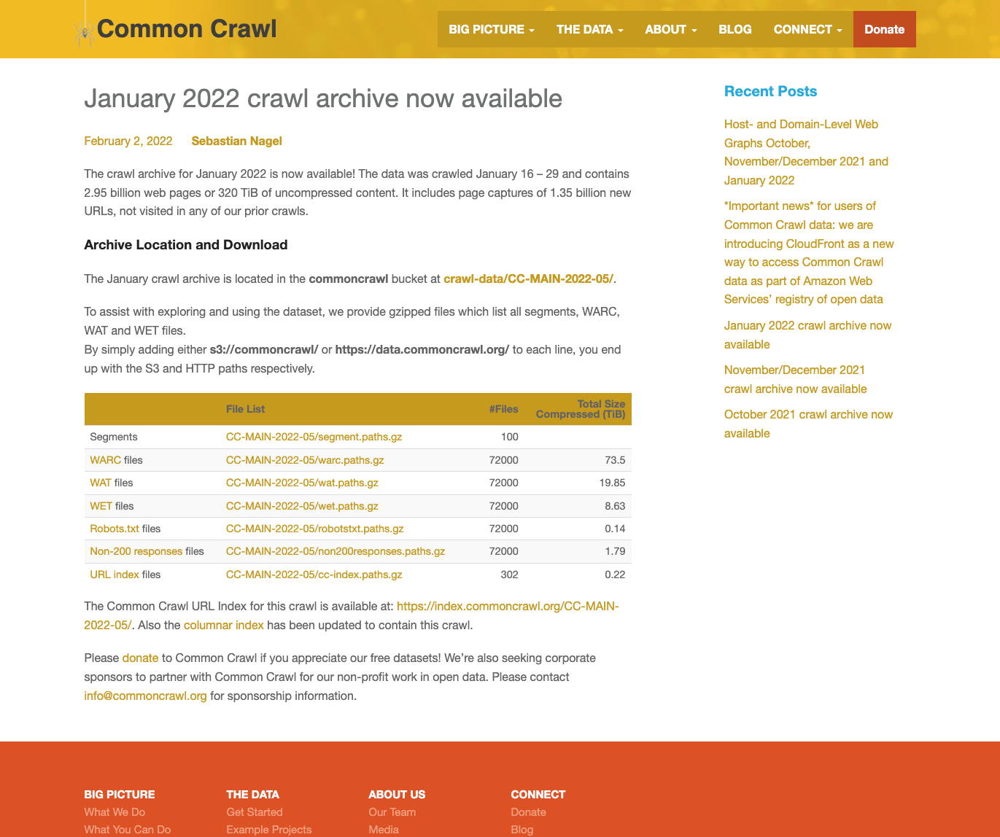 Common Crawl
BIG PICTURE THE DATA ABOUT BLOG CONNECT Donate
January 2022 crawl archive now available
February 2, 2022 Sebastian Nagel
The crawl archive for January 2022 is now available! The data was crawled January 16 – 29 and contains
2.95 billion web pages or 320 TiB of uncompressed content. It includes page captures of 1.35 billion new
URLs, not visited in any of our prior crawls.
Archive Location and Download
The January crawl archive is located in the commoncrawl bucket at crawl-data/CC-MAIN-2022-05/.
To assist with exploring and using the dataset, we provide gzipped files which list all segments, WARC,
WAT and WET files.
By simply adding either s3://commoncrawl/ or https://data.commoncrawl.org/ to each line, you end
up with the S3 and HTTP paths respectively.
File List #Files Total Size
Compressed (TiB)
Segments CC-MAIN-2022-05/segment.paths.gz 100
WARC files CC-MAIN-2022-05/warc.paths.gz 72000 73.5
WAT files CC-MAIN-2022-05/wat.paths.gz 72000 19.85
WET files CC-MAIN-2022-05/wet.paths.gz 72000 8.63
Robots.txt files CC-MAIN-2022-05/robotstxt.paths.gz 72000 0.14
Non-200 responses files CC-MAIN-2022-05/non200responses.paths.gz 72000 1.79
URL index files CC-MAIN-2022-05/cc-index.paths.gz 302 0.22
The Common Crawl URL Index for this crawl is available at: https://index.commoncrawl.org/CC-MAIN-
2022-05/. Also the columnar index has been updated to contain this crawl.
Please donate to Common Crawl if you appreciate our free datasets! We’re also seeking corporate
sponsors to partner with Common Crawl for our non-profit work in open data. Please contact
info@commoncrawl.org for sponsorship information.
Recent Posts
Host- and Domain-Level Web
Graphs October,
November/December 2021 and
January 2022
*Important news* for users of
Common Crawl data: we are
introducing CloudFront as a new
way to access Common Crawl
data as part of Amazon Web
Services’ registry of open data
January 2022 crawl archive now
available
November/December 2021
crawl archive now available
October 2021 crawl archive now
available
BIG PICTURE THE DATA ABOUT US CONNECT
What We Do Get Started Our Team Donate
What You Can Do Example Projects Media Blog